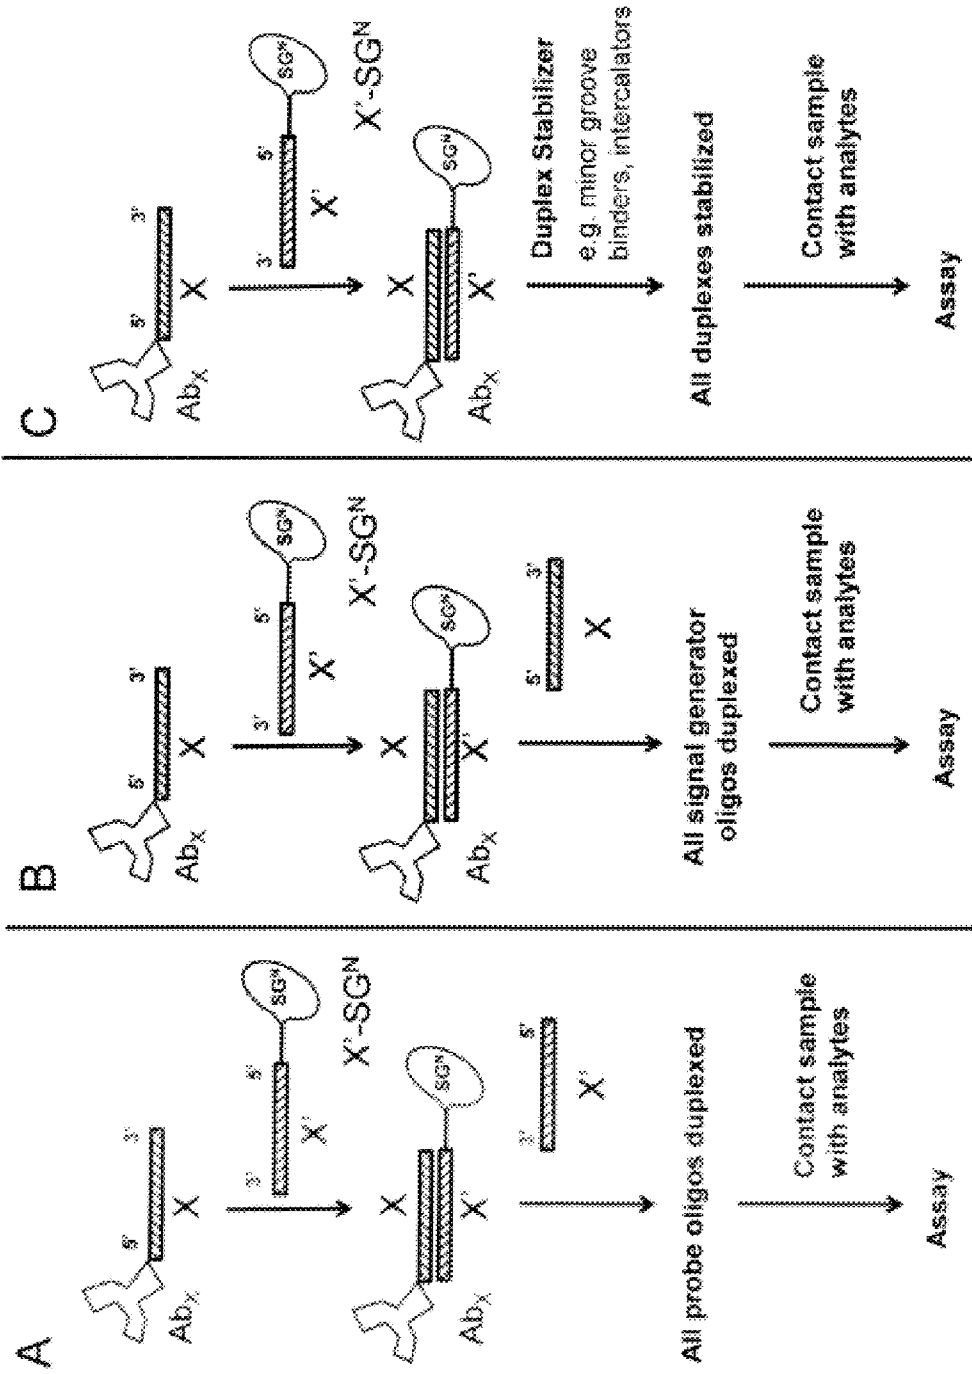 A
5'
3'
X
Ab_X
3'
5'
SG^N
X'
X'-SG^N
X
SG^N
X'
Ab_X
3'
5'
X'
All probe oligos duplexed
Contact sample
with analytes
Assay
B
5'
3'
X
Ab_X
3'
5'
SG^N
X'
X'-SG^N
X
SG^N
X'
Ab_X
5'
3'
X
All signal generator
oligos duplexed
Contact sample
with analytes
Assay
C
5'
3'
X
Ab_X
3'
5'
SG^N
X'
X'-SG^N
X
SG^N
X'
Ab_X
Duplex Stabilizer
e.g. minor groove
binders, intercalators
All duplexes stabilized
Contact sample
with analytes
Assay